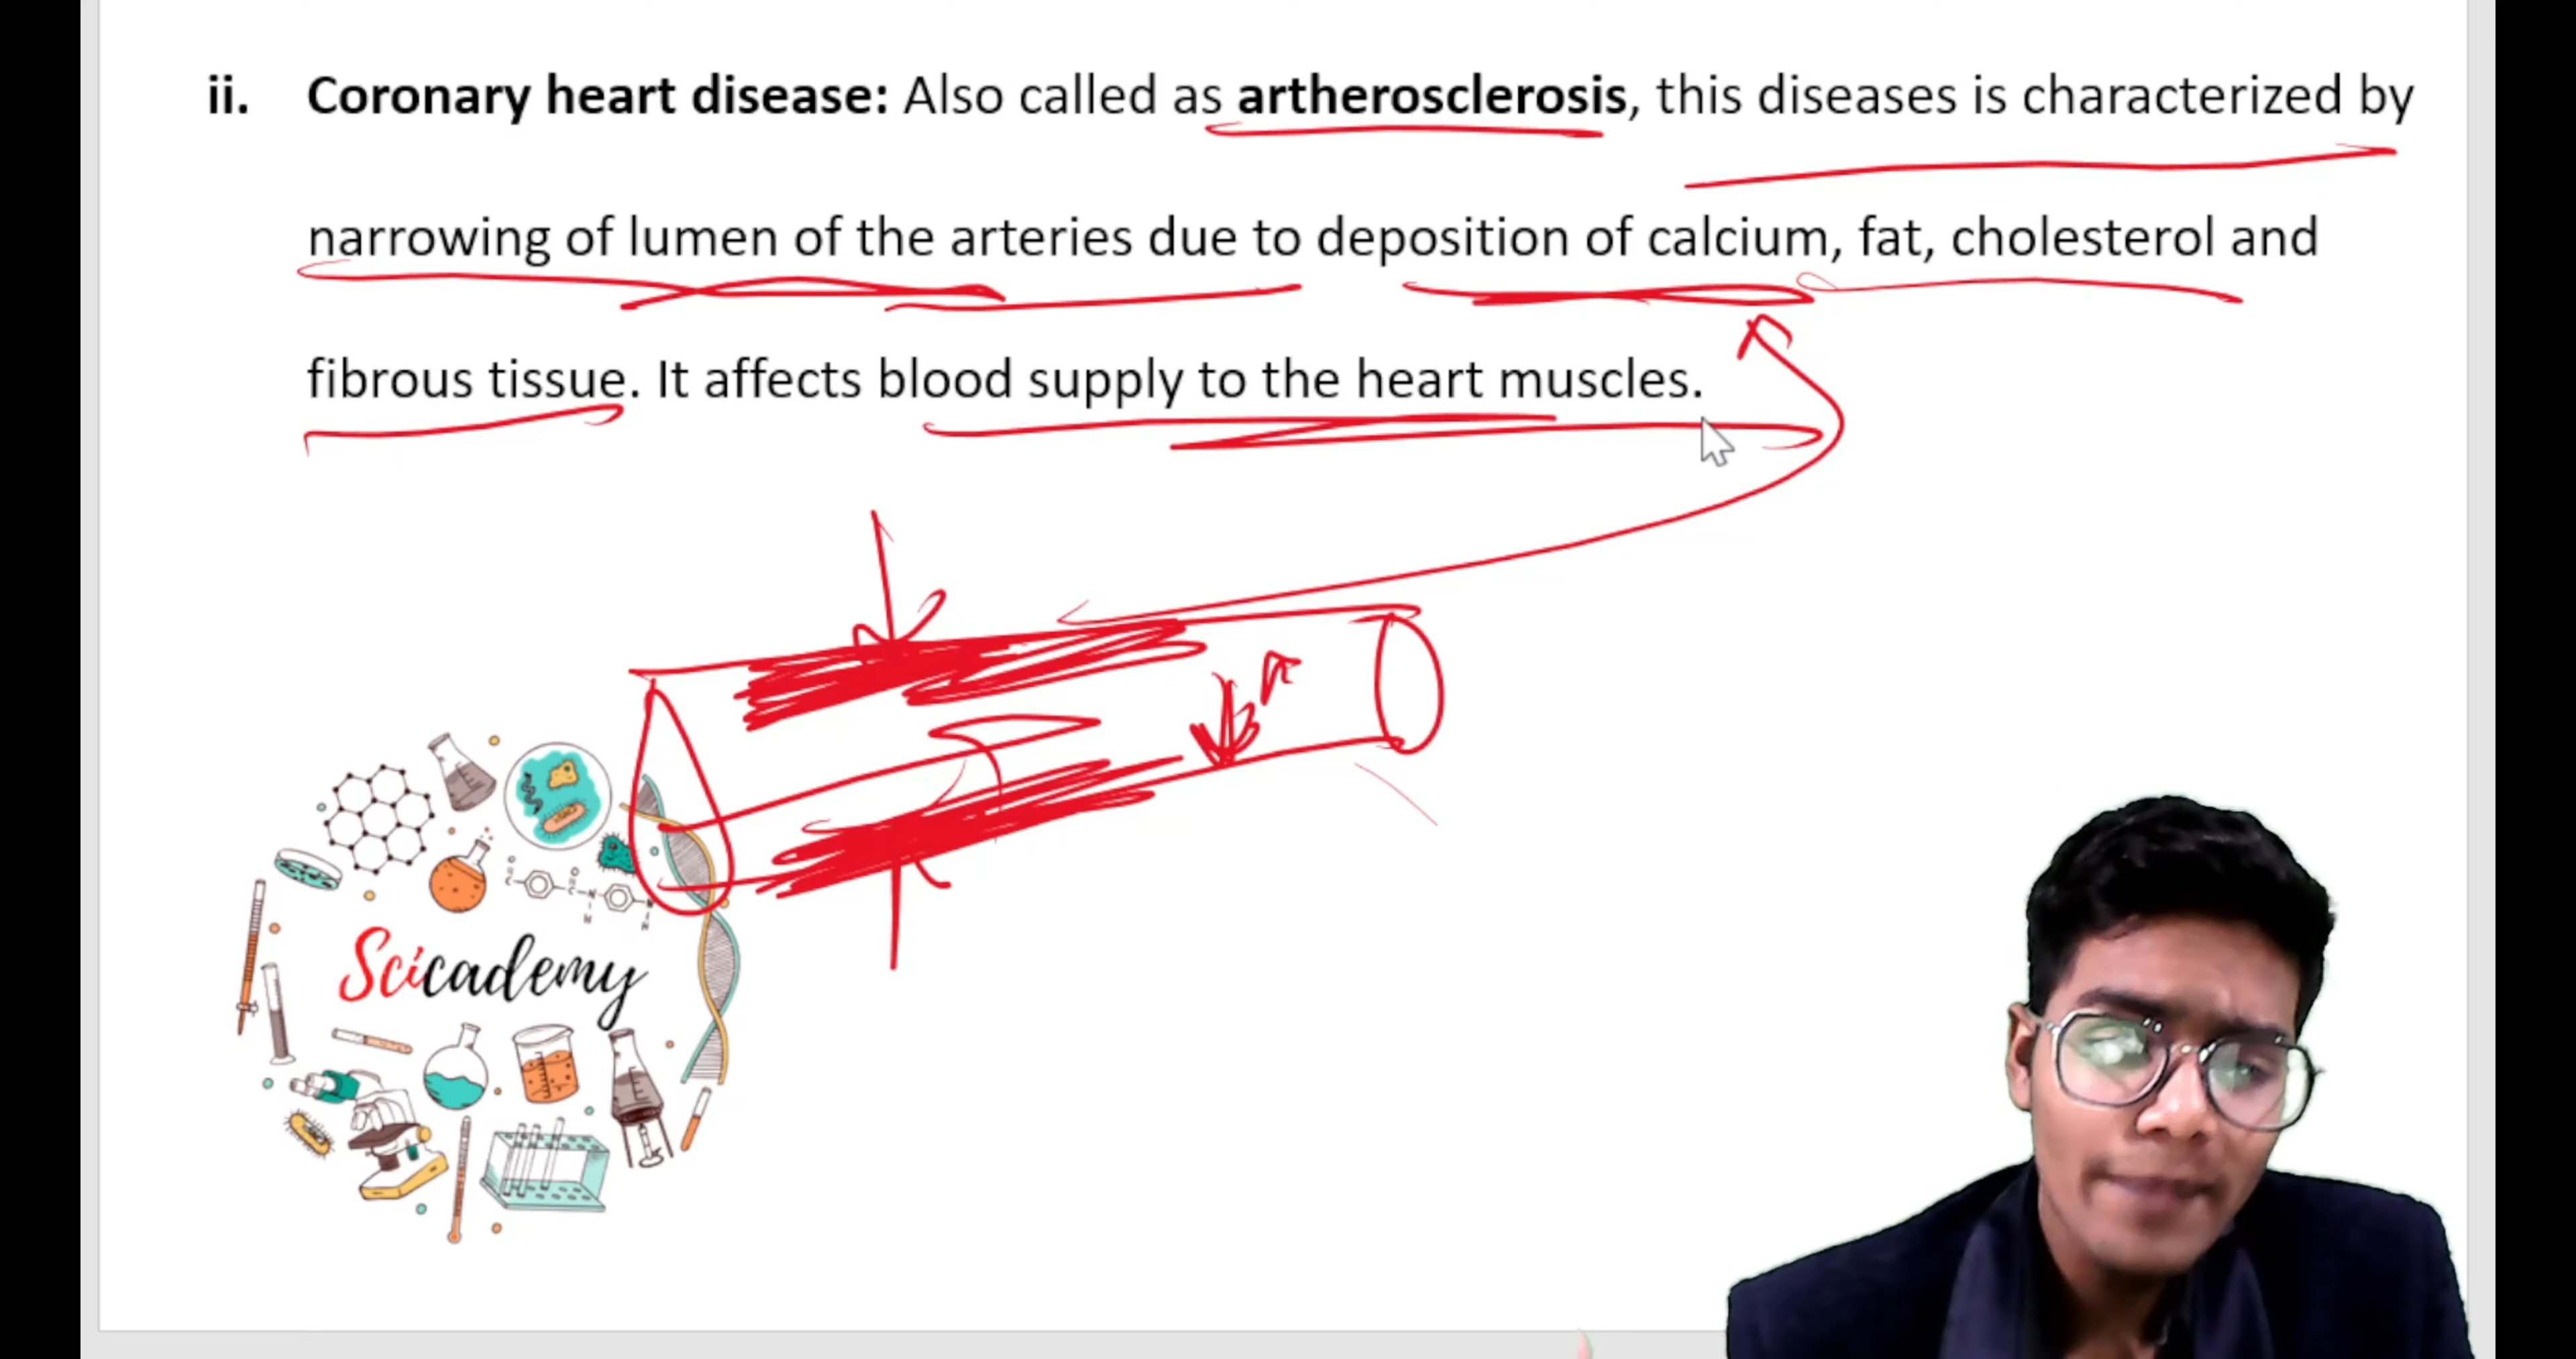 ii. Coronary heart disease: Also called as artherosclerosis, this diseases is characterized by
narrowing of lumen of the arteries due to deposition of calcium, fat, cholesterol and
fibrous tissue. It affects blood supply to the heart muscles.
Scicademy